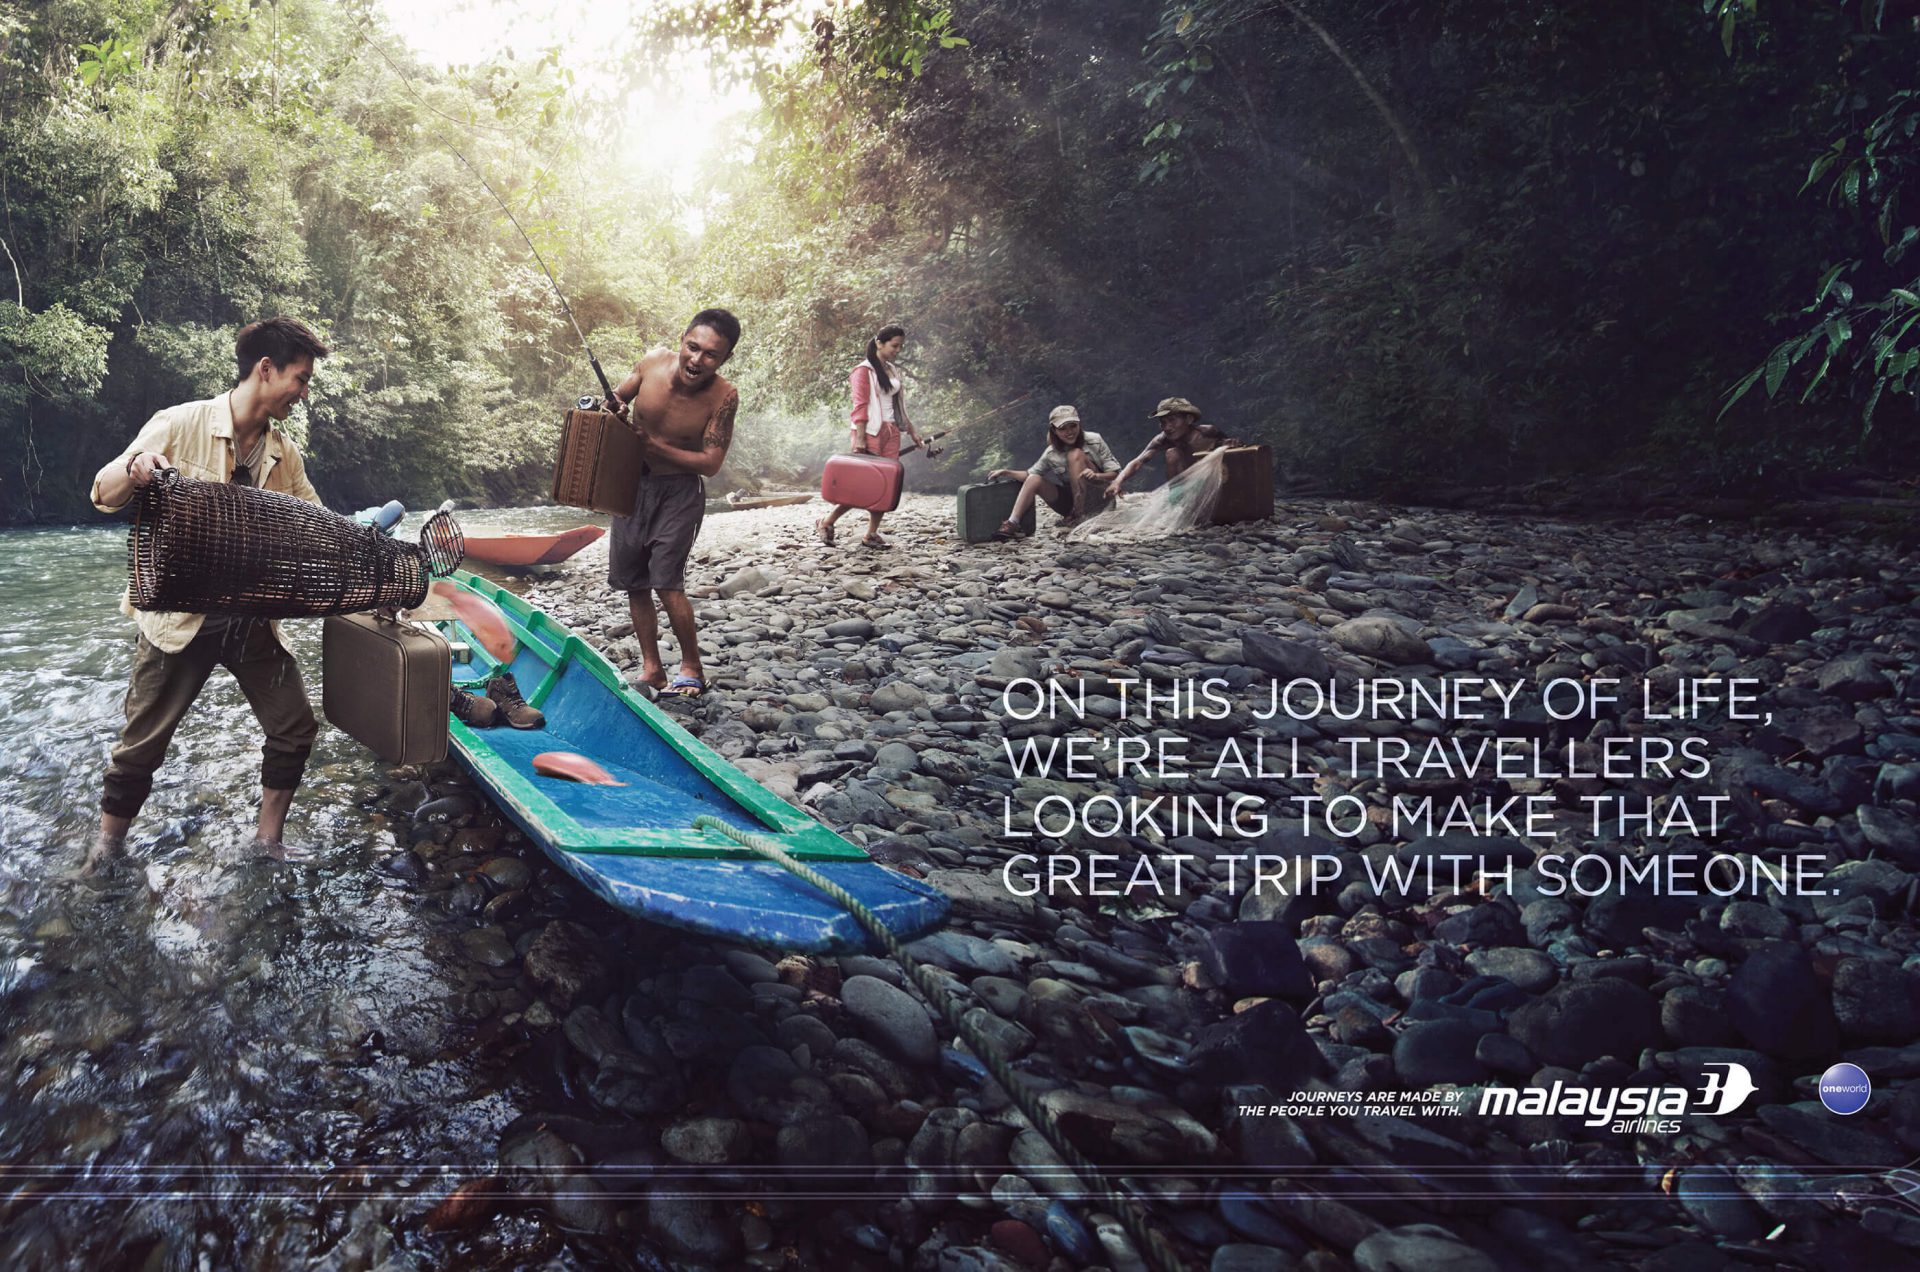 ON THIS JOURNEY OF LIFE,
WE'RE ALL TRAVELLERS
LOOKING TO MAKE THAT
GREAT TRIP WITH SOMEONE.
JOURNEYS ARE MADE BY
THE PEOPLE YOU TRAVEL WITH.
malaysia
airlines
oneworld